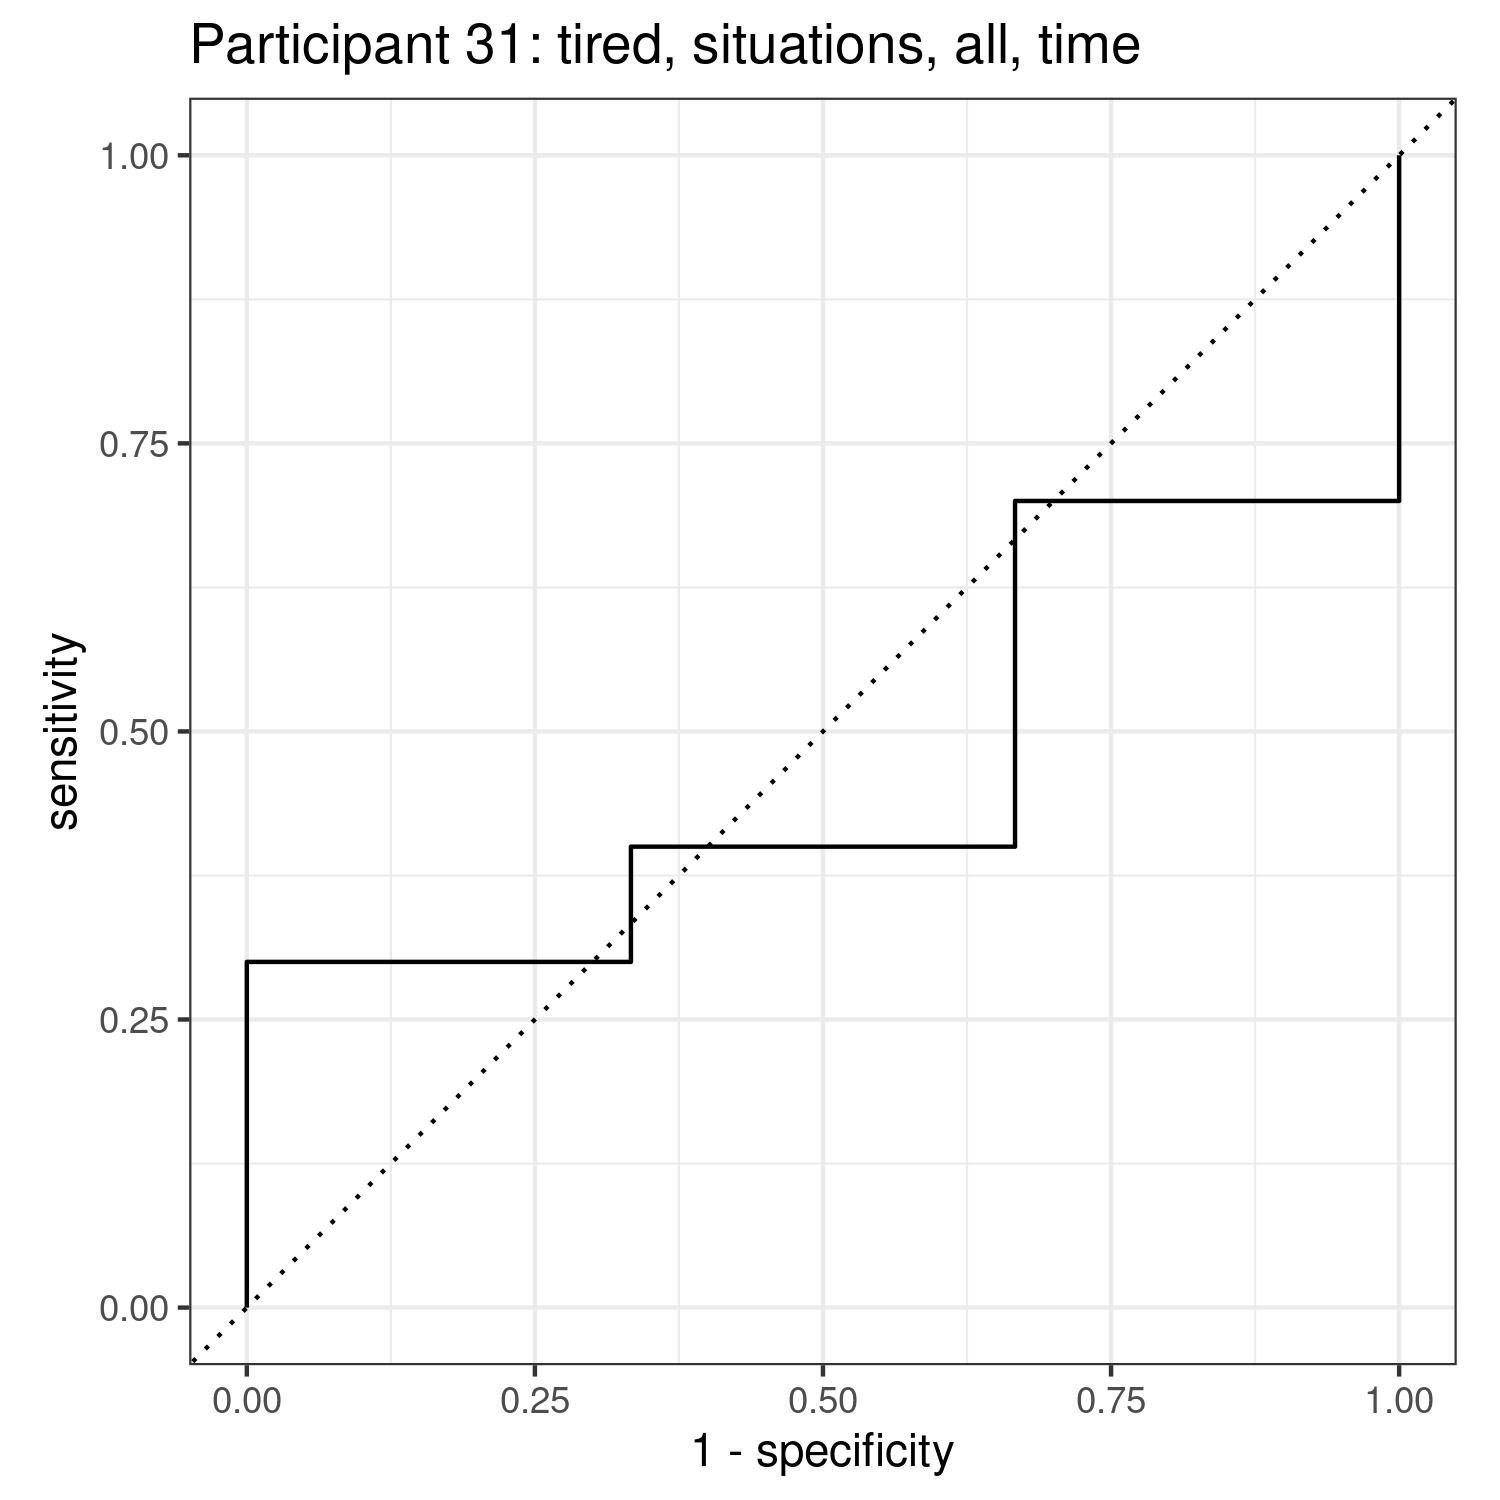 Participant 31: tired, situations, all, time
1.00
0.75
0.50
0.25
0.00
sensitivity
0.00 0.25 0.50 0.75 1.00
1 - specificity